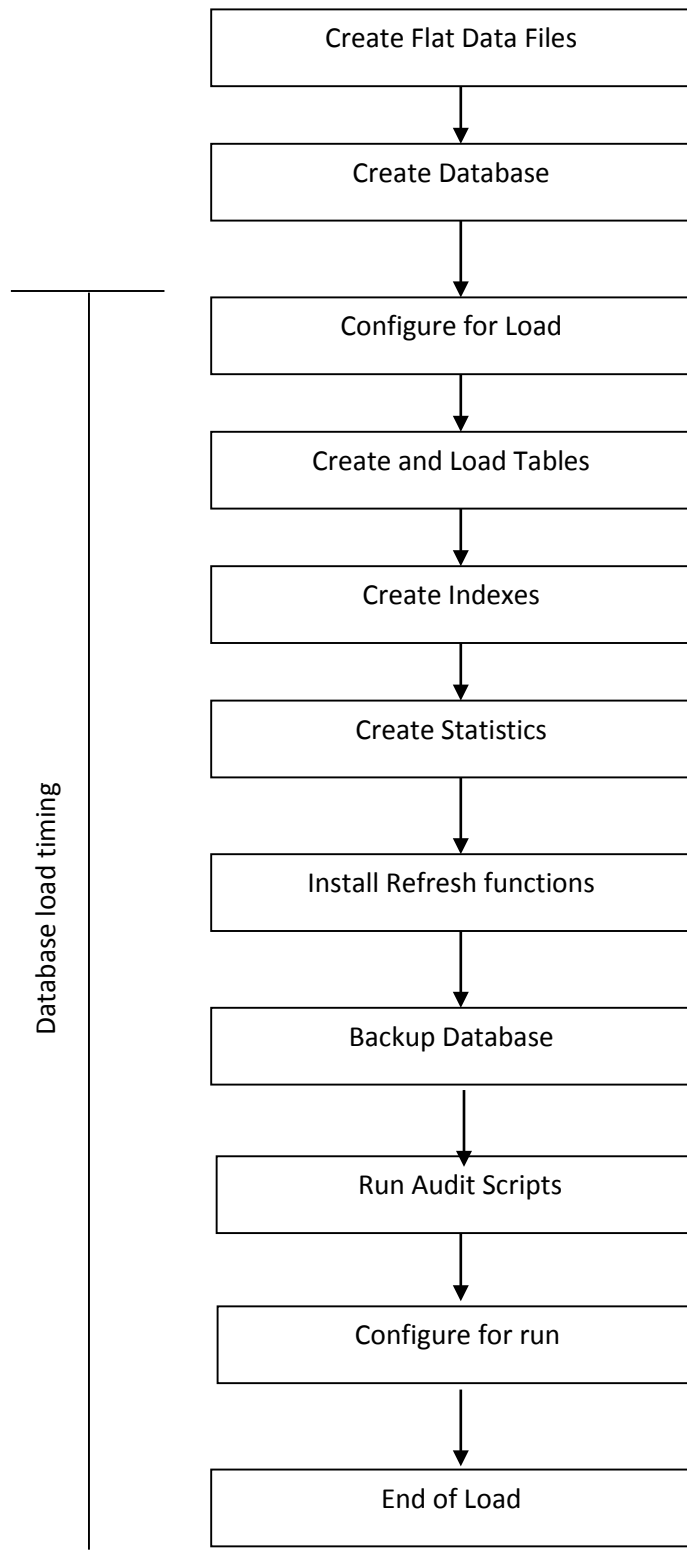 Create Flat Data Files
Create Database
Configure for Load
Create and Load Tables
Create Indexes
Create Statistics
Install Refresh functions
Backup Database
Run Audit Scripts
Configure for run
End of Load
Database load timing